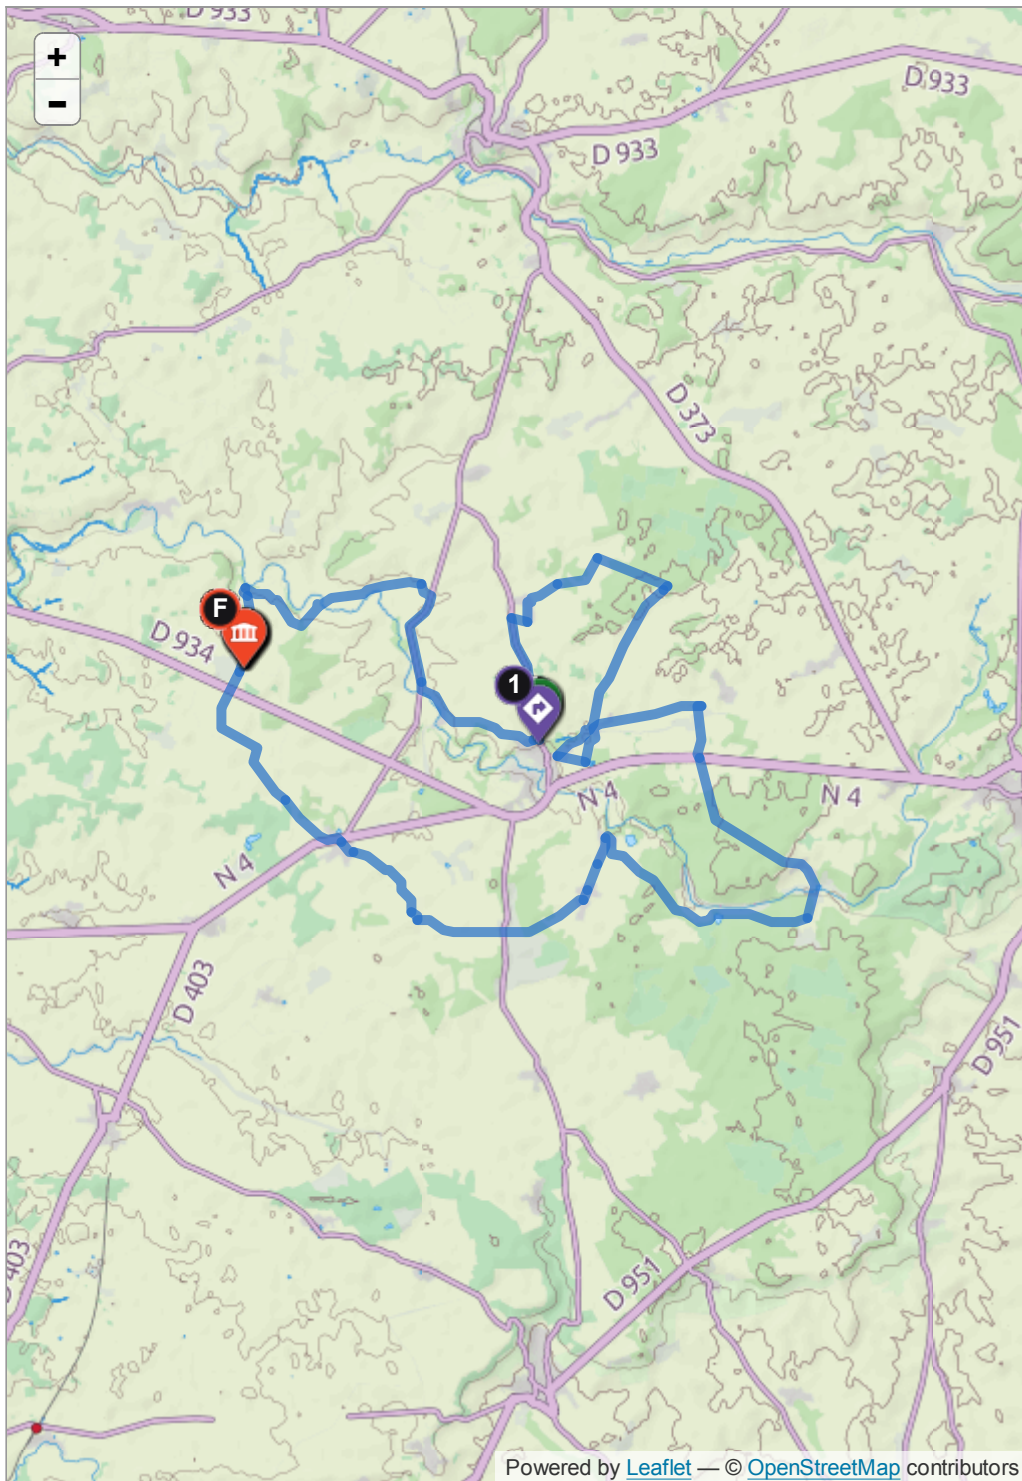 D 933
+
D 933
−
D 933
D 373
F
D 934
1
N 4
N 4
N 4
D 403
D 951
D 403
D 951
Powered by Leaflet — © OpenStreetMap contributors